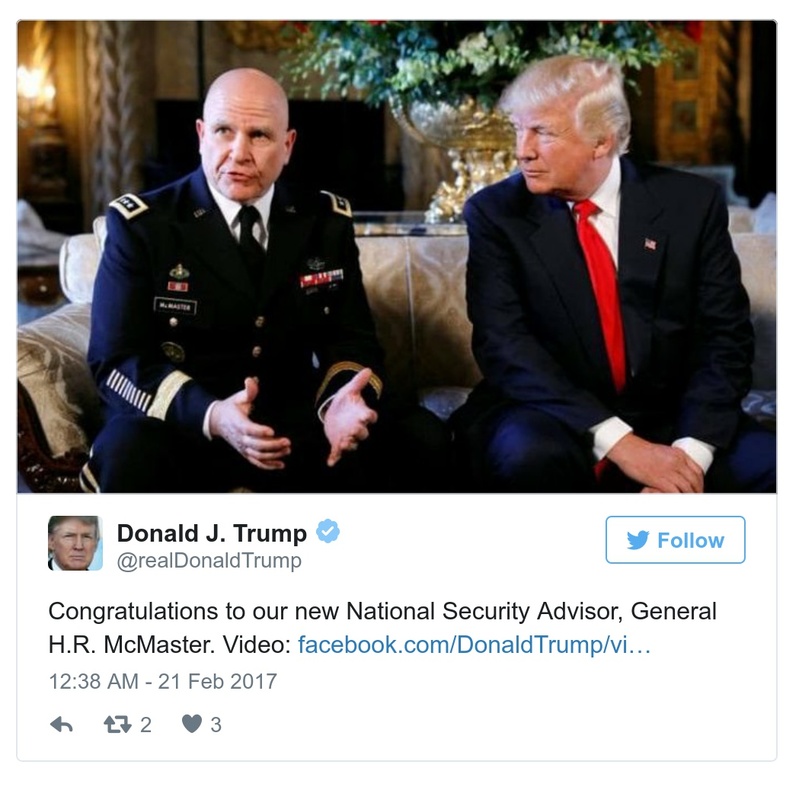 McMASTER
Donald J. Trump
@realDonaldTrump
Follow
Congratulations to our new National Security Advisor, General
H.R. McMaster. Video: facebook.com/DonaldTrump/vi…
12:38 AM - 21 Feb 2017
2
3